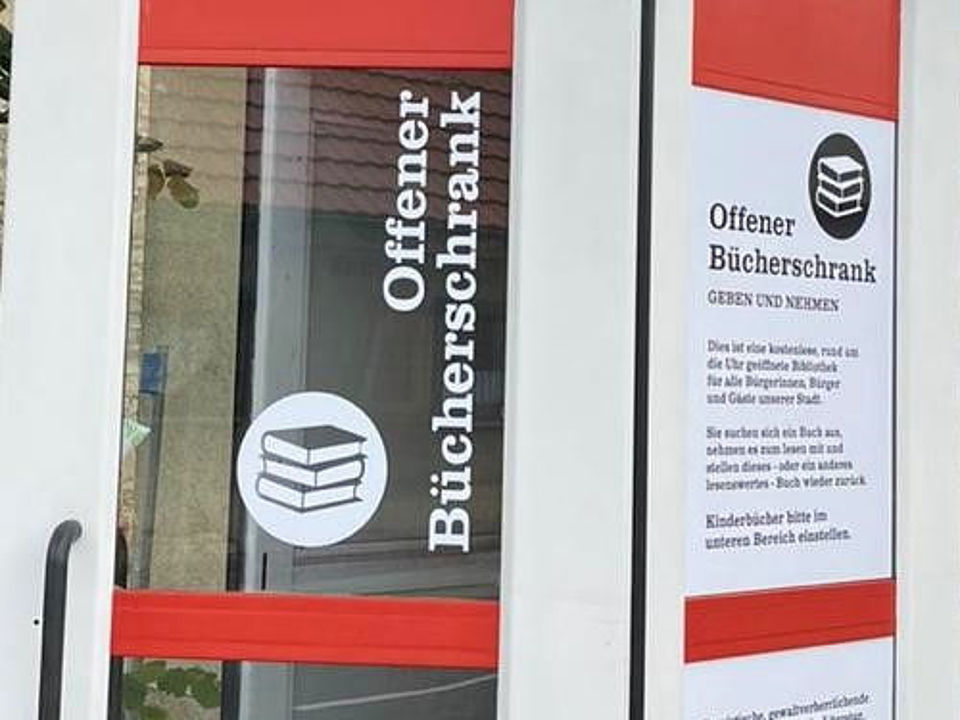 Offener
Bücherschrank
Offener
Bücherschrank
GEBEN UND NEHMEN
Dies ist eine kostenlose, rund um
die Uhr geöffnete Bibliothek
für alle Bürgerinnen, Bürger
und Gäste unserer Stadt.
Sie suchen sich ein Buch aus,
nehmen es zum lesen mit und
stellen dieses - oder ein anderes
lesenswertes - Buch wieder zurück.
Kinderbücher bitte im
unteren Bereich einstellen.
gewaltverherrlichende